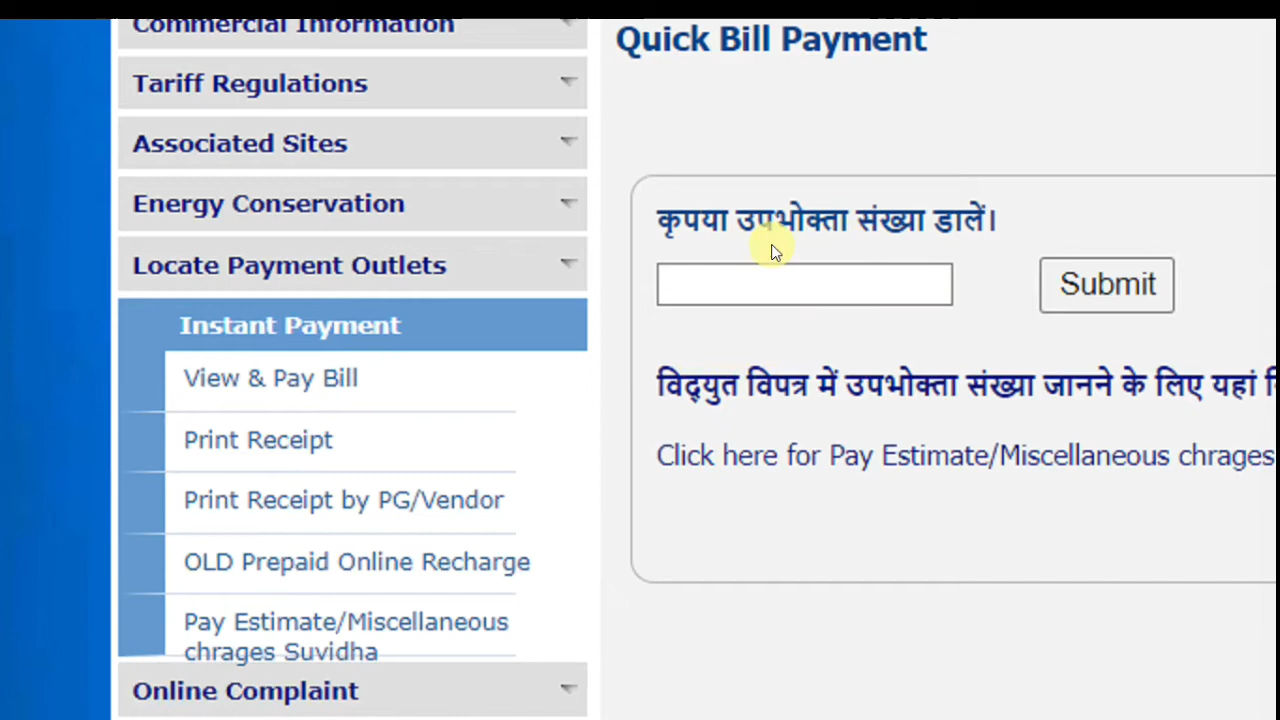 Commercial Information
Tariff Regulations
Associated Sites
Energy Conservation
Locate Payment Outlets
Instant Payment
View & Pay Bill
Print Receipt
Print Receipt by PG/Vendor
OLD Prepaid Online Recharge
Pay Estimate/Miscellaneous
chrages Suvidha
Online Complaint
Quick Bill Payment
कृपया उपभोक्ता संख्या डालें।
Submit
विद्युत विपत्र में उपभोक्ता संख्या जानने के लिए यहां
Click here for Pay Estimate/Miscellaneous chrages